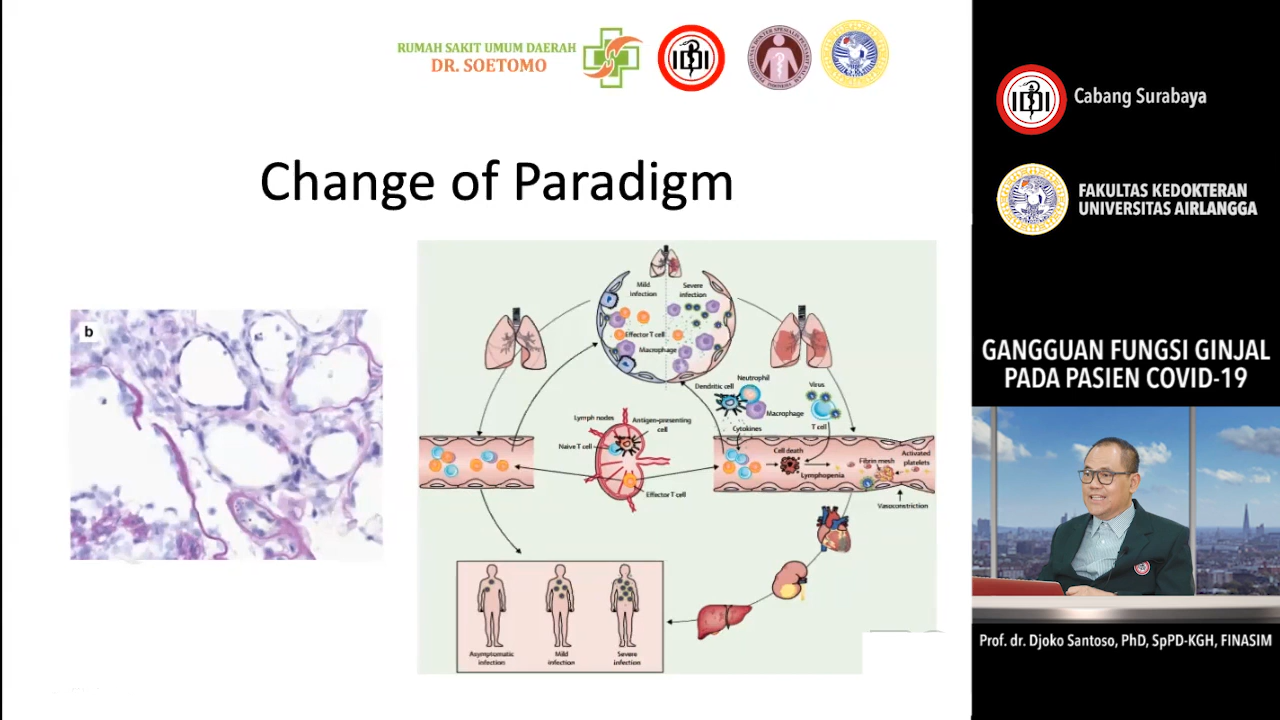 RUMAH SAKIT UMUM DAERAH
DR. SOETOMO
IDI
Change of Paradigm
b
Mild
infection
Severe
infection
Effector T cell
Macrophage
Dendritic cell
Neutrophil
Macrophage
Cytokines
Virus
T cell
Lymph nodes
Antigen-presenting
cell
Naive T cell
Effector T cell
Cell death
Lymphopenia
Fibrin mesh
Activated
platelets
Vasoconstriction
Asymptomatic
infection
Mild
infection
Severe
infection
IDI
Cabang Surabaya
FAKULTAS KEDOKTERAN
UNIVERSITAS AIRLANGGA
GANGGUAN FUNGSI GINJAL
PADA PASIEN COVID-19
Prof. dr. Djoko Santoso, PhD, SpPD-KGH, FINASIM